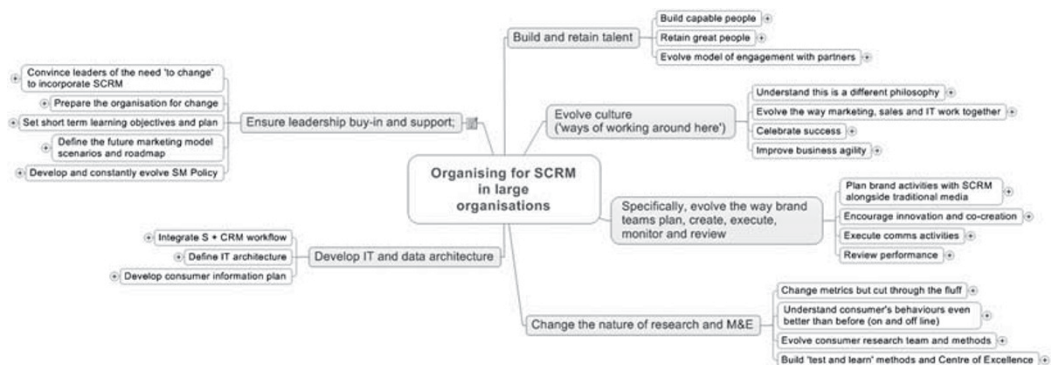 Organising for SCRM
in large
organisations
Build and retain talent
Build capable people
Retain great people
Evolve model of engagement with partners
Evolve culture
('ways of working around here')
Understand this is a different philosophy
Evolve the way marketing, sales and IT work together
Celebrate success
Improve business agility
Specifically, evolve the way brand
teams plan, create, execute,
monitor and review
Plan brand activities with SCRM
alongside traditional media
Encourage innovation and co-creation
Execute comms activities
Review performance
Change the nature of research and M&E
Change metrics but cut through the fluff
Understand consumer's behaviours even
better than before (on and off line)
Evolve consumer research team and methods
Build 'test and learn' methods and Centre of Excellence
Ensure leadership buy-in and support;
Convince leaders of the need 'to change'
to incorporate SCRM
Prepare the organisation for change
Set short term learning objectives and plan
Define the future marketing model
scenarios and roadmap
Develop and constantly evolve SM Policy
Develop IT and data architecture
Integrate S + CRM workflow
Define IT architecture
Develop consumer information plan